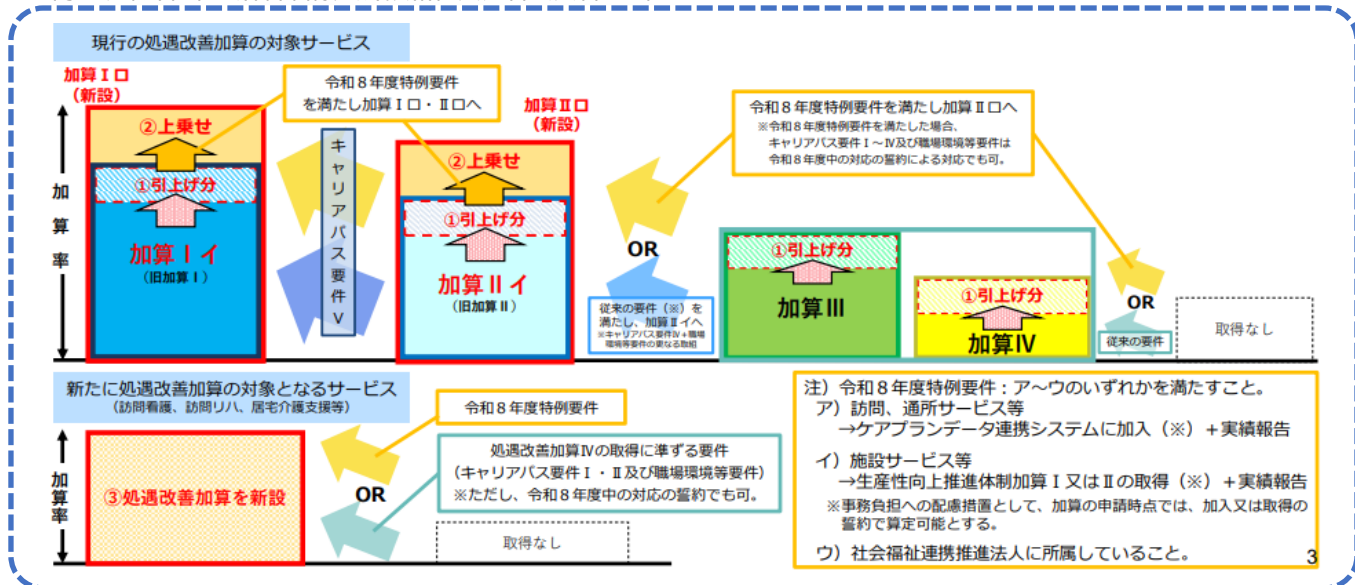 現行の処遇改善加算の対象サービス
加算Ⅰロ
(新設)
令和8年度特例要件
を満たし加算Ⅰロ・Ⅱロへ
加算Ⅱロ
(新設)
令和8年度特例要件を満たし加算Ⅱロへ
※令和8年度特例要件を満たした場合、
キャリアパス要件Ⅰ～Ⅳ及び職場環境等要件は
令和8年度中の対応の誓約による対応でも可。
加算率
②上乗せ
①引上げ分
加算Ⅰイ
(旧加算Ⅰ)
キャリアパス要件Ⅴ
②上乗せ
①引上げ分
加算Ⅱイ
(旧加算Ⅱ)
OR
従来の要件(※)を
満たし、加算Ⅱイへ
※キャリアパス要件Ⅳ+職場
環境等要件の更なる取組
①引上げ分
加算Ⅲ
①引上げ分
加算Ⅳ
OR
従来の要件
取得なし
新たに処遇改善加算の対象となるサービス
(訪問看護、訪問リハ、居宅介護支援等)
加算率
③処遇改善加算を新設
令和8年度特例要件
OR
処遇改善加算Ⅳの取得に準ずる要件
(キャリアパス要件Ⅰ・Ⅱ及び職場環境等要件)
※ただし、令和8年度中の対応の誓約でも可。
取得なし
注)令和8年度特例要件：ア～ウのいずれかを満たすこと。
ア)訪問、通所サービス等
→ケアプランデータ連携システムに加入(※)+実績報告
イ)施設サービス等
→生産性向上推進体制加算Ⅰ又はⅡの取得(※)+実績報告
※事務負担への配慮措置として、加算の申請時点では、加入又は取得の
誓約で算定可能とする。
ウ)社会福祉連携推進法人に所属していること。
3